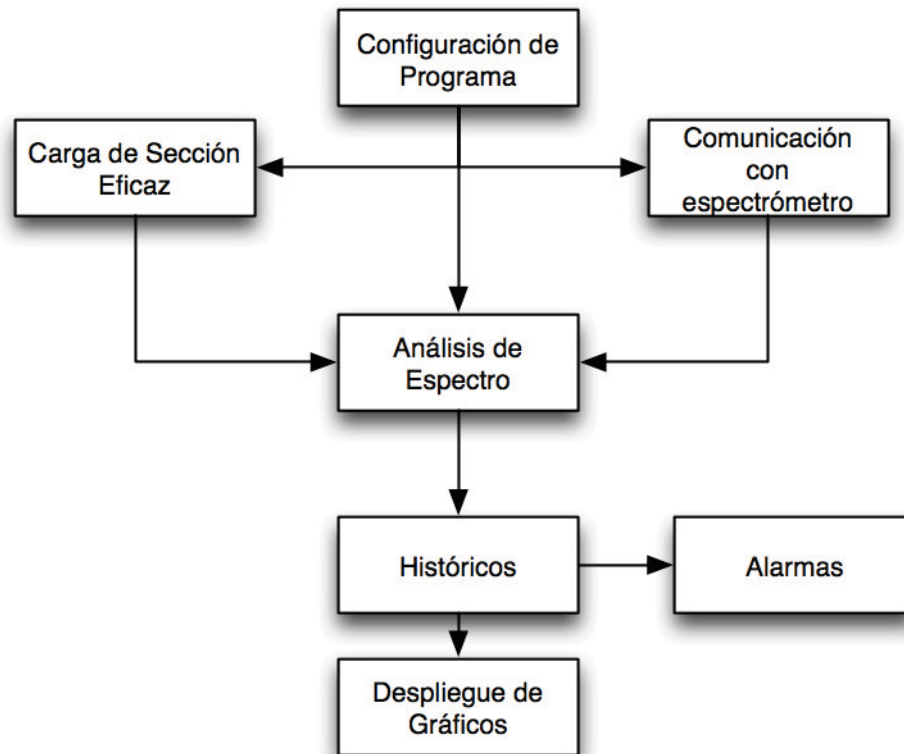 Configuración de
Programa
Carga de Sección
Eficaz
Comunicación
con
espectrómetro
Análisis de
Espectro
Históricos
Alarmas
Despliegue de
Gráficos